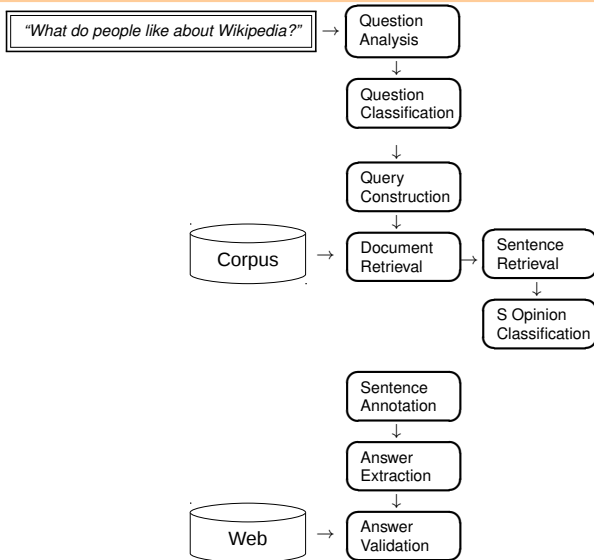 “What do people like about Wikipedia?”
→
Question
Analysis
↓
Question
Classification
↓
Query
Construction
↓
Corpus
→
Document
Retrieval
→
Sentence
Retrieval
↓
S Opinion
Classification
Sentence
Annotation
↓
Answer
Extraction
↓
Web
→
Answer
Validation